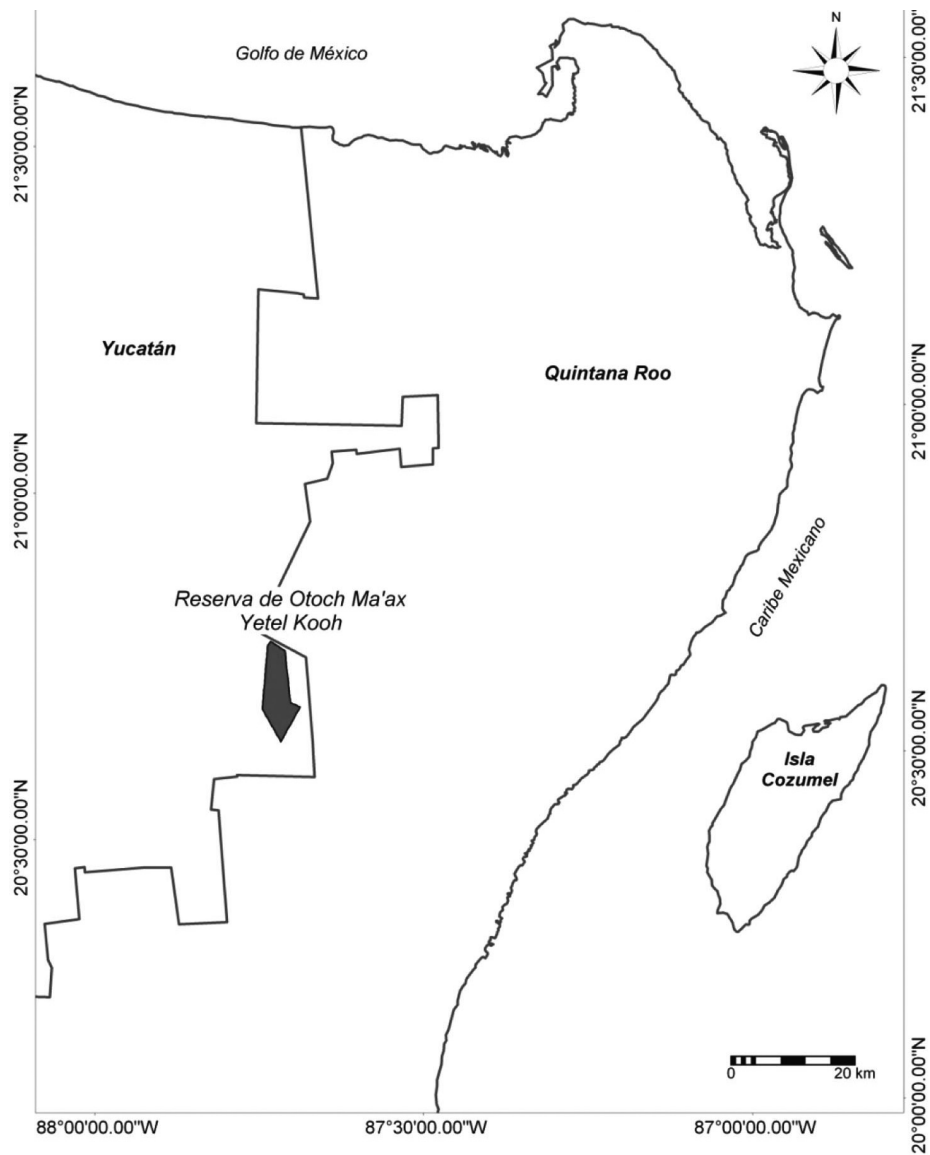 Golfo de México
N
Yucatán
Quintana Roo
Reserva de Otoch Ma'ax
Yetel Kooh
Caribe Mexicano
Isla
Cozumel
0 20 km
21°30'00.00"N
21°00'00.00"N
20°30'00.00"N
21°30'00.00"
21°00'00.00"N
20°30'00.00"N
20°00'00.00"N
88°00'00.00"W
87°30'00.00"W
87°00'00.00"W